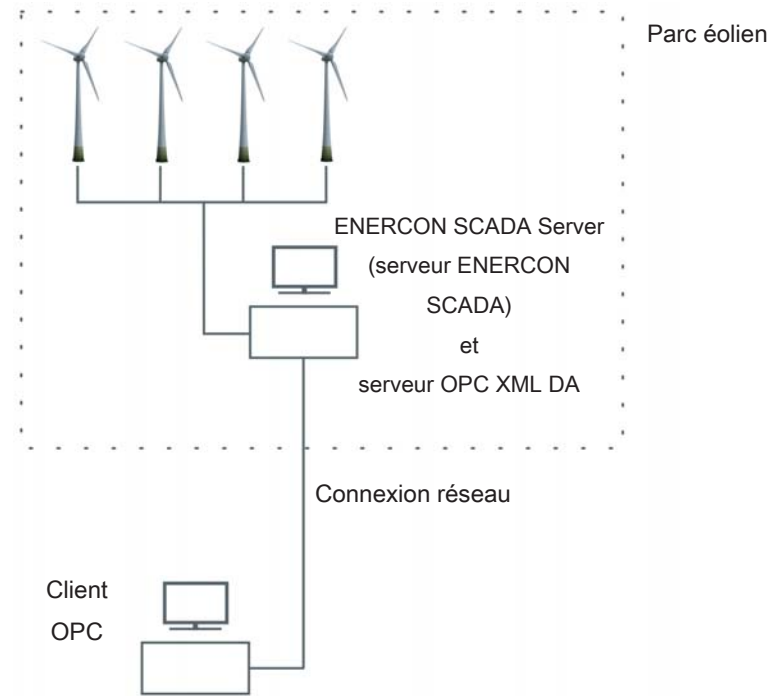 Parc éolien
ENERCON SCADA Server
(serveur ENERCON
SCADA)
et
serveur OPC XML DA
Connexion réseau
Client
OPC